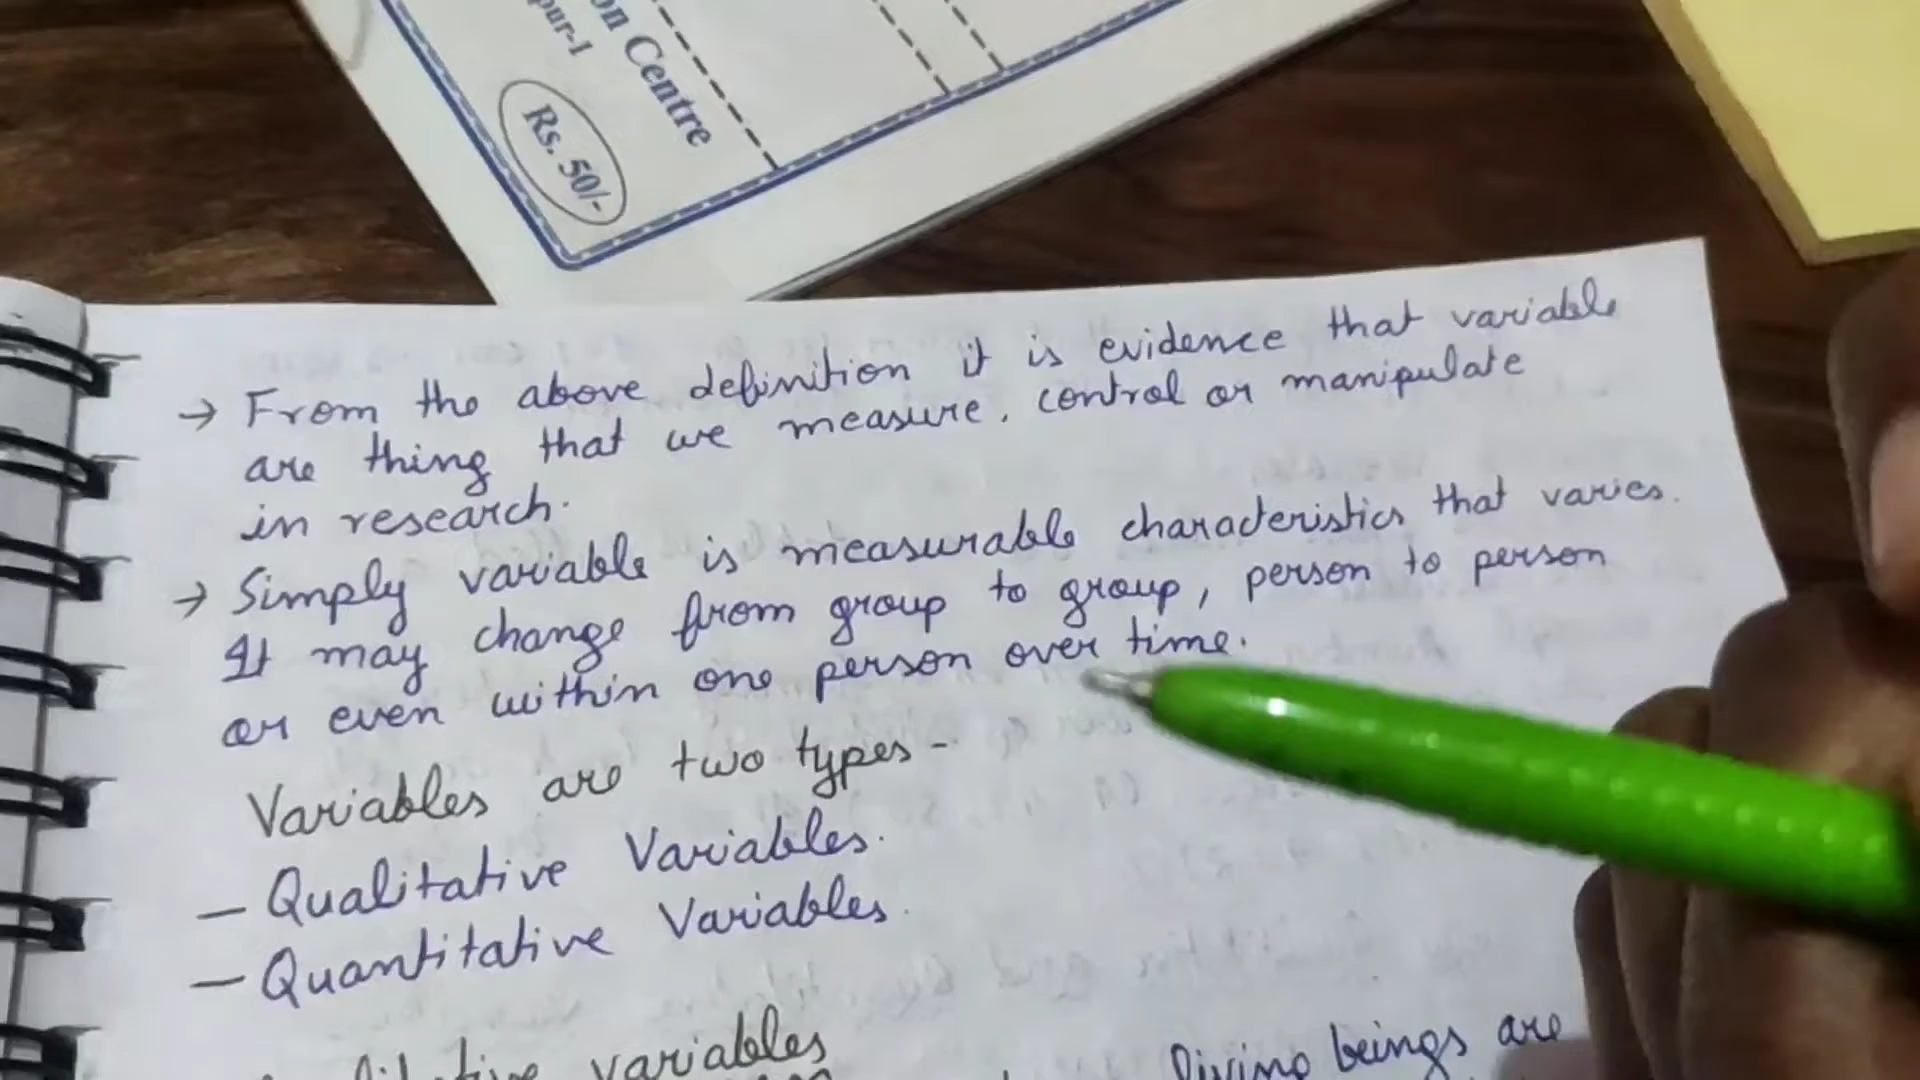 on Centre
pur-1
Rs. 50/-
→ From the above definition it is evidence that variable
are thing that we measure, control or manipulate
in research.
→ Simply variable is measurable characteristics that varies.
It may change from group to group, person to person
or even within one person over time.
Variables are two types -
— Qualitative Variables.
— Quantitative Variables.
variables
living beings are